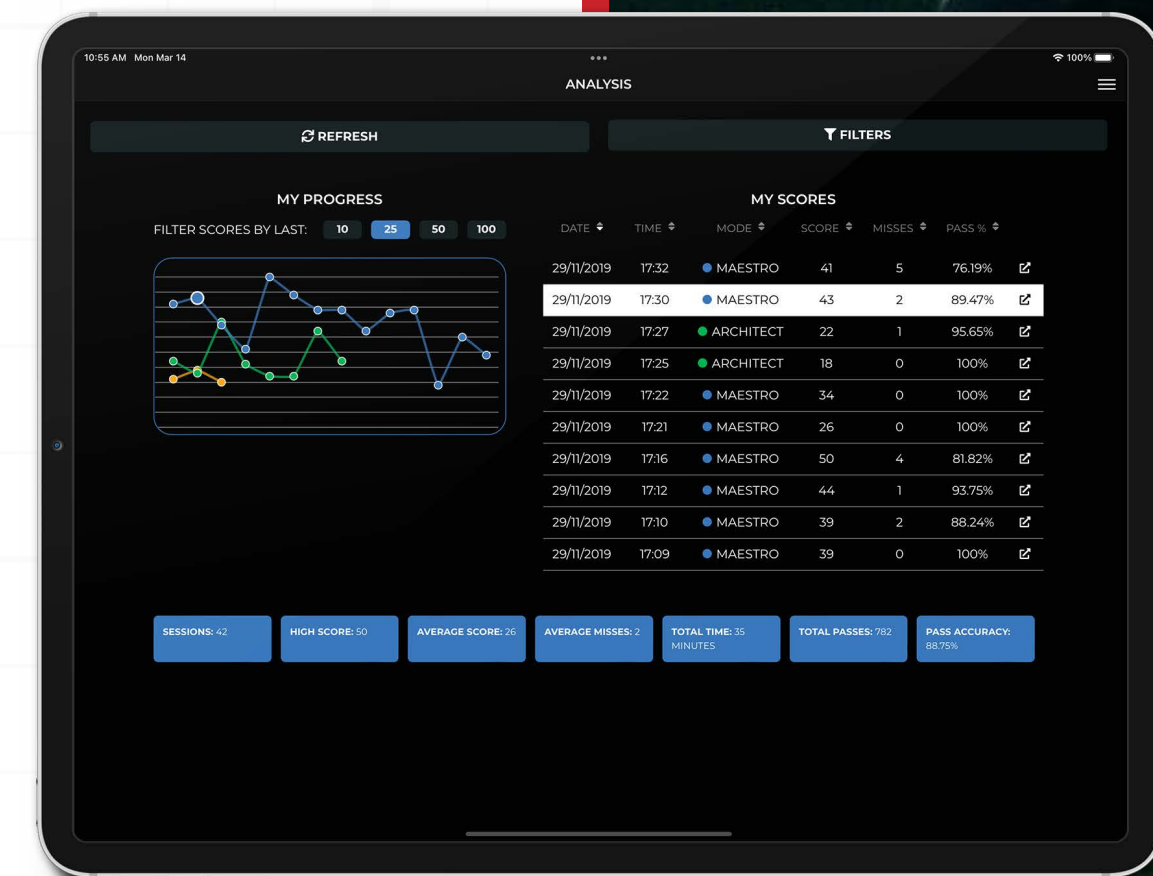 10:55 AM Mon Mar 14
100%
ANALYSIS
REFRESH
FILTERS
MY PROGRESS
FILTER SCORES BY LAST: 10 25 50 100
MY SCORES
DATE TIME MODE SCORE MISSES PASS %
29/11/2019 17:32 MAESTRO 41 5 76.19%
29/11/2019 17:30 MAESTRO 43 2 89.47%
29/11/2019 17:27 ARCHITECT 22 1 95.65%
29/11/2019 17:25 ARCHITECT 18 0 100%
29/11/2019 17:22 MAESTRO 34 0 100%
29/11/2019 17:21 MAESTRO 26 0 100%
29/11/2019 17:16 MAESTRO 50 4 81.82%
29/11/2019 17:12 MAESTRO 44 1 93.75%
29/11/2019 17:10 MAESTRO 39 2 88.24%
29/11/2019 17:09 MAESTRO 39 0 100%
SESSIONS: 42
HIGH SCORE: 50
AVERAGE SCORE: 26
AVERAGE MISSES: 2
TOTAL TIME: 35
MINUTES
TOTAL PASSES: 782
PASS ACCURACY:
88.75%